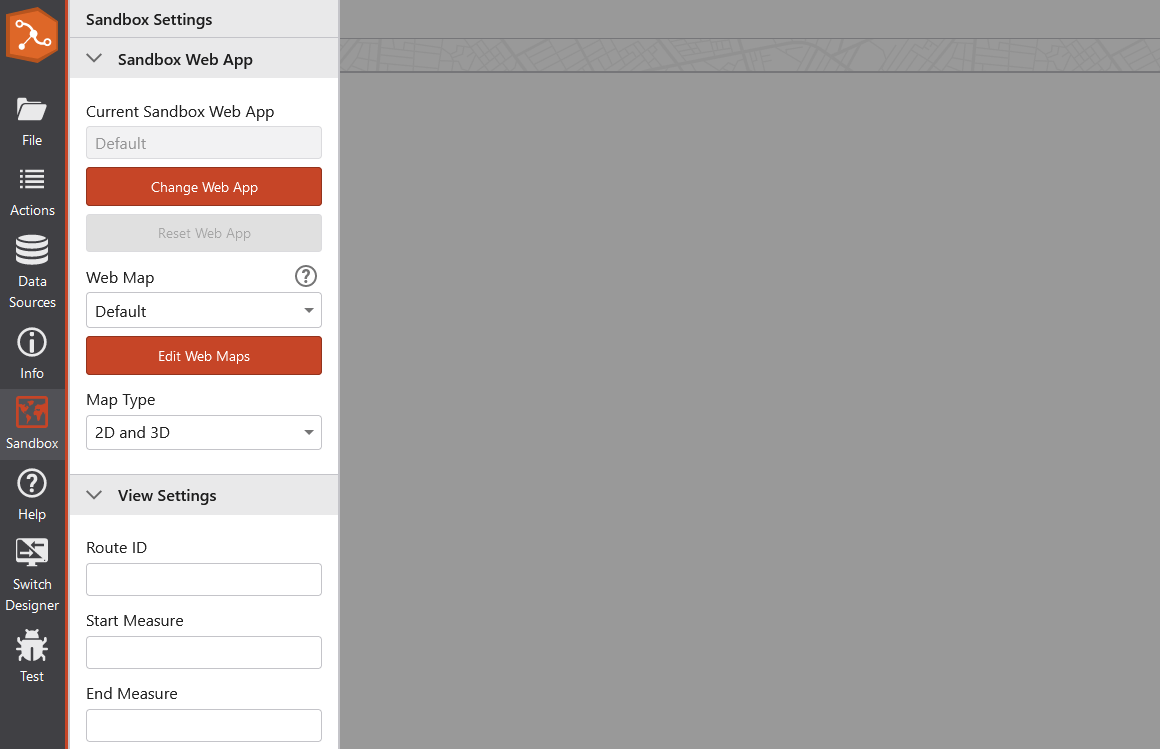 Sandbox Settings
Sandbox Web App
Current Sandbox Web App
Default
Change Web App
Reset Web App
Web Map
?
Default
Edit Web Maps
Map Type
2D and 3D
View Settings
Route ID
Start Measure
End Measure
File
Actions
Data
Sources
Info
Sandbox
Help
Switch
Designer
Test